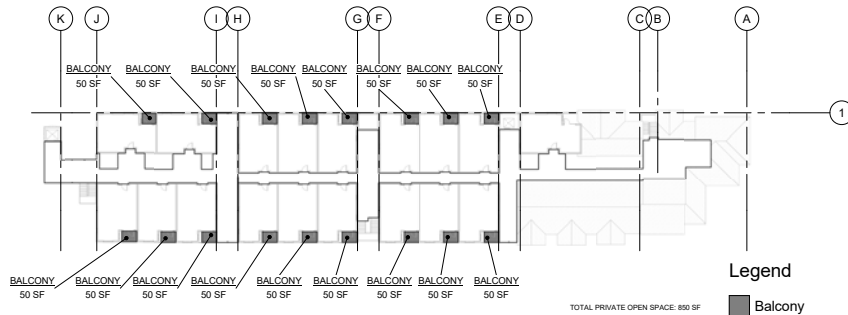 K J I H G F E D C B A
BALCONY BALCONY BALCONY BALCONY BALCONY BALCONY BALCONY BALCONY
50 SF 50 SF 50 SF 50 SF 50 SF 50 SF 50 SF 50 SF
1
BALCONY BALCONY BALCONY BALCONY BALCONY BALCONY BALCONY BALCONY BALCONY
50 SF 50 SF 50 SF 50 SF 50 SF 50 SF 50 SF 50 SF 50 SF
Legend
TOTAL PRIVATE OPEN SPACE: 850 SF
Balcony